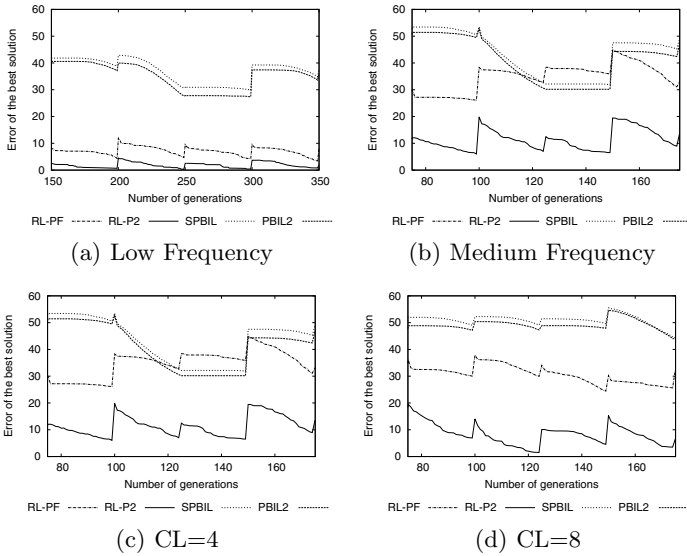 60
50
40
30
20
10
0
150 200 250 300 350
Error of the best solution
Number of generations
RL-PF RL-P2 SPBIL PBIL2
(a) Low Frequency
60
50
40
30
20
10
0
80 100 120 140 160
Error of the best solution
Number of generations
RL-PF RL-P2 SPBIL PBIL2
(b) Medium Frequency
60
50
40
30
20
10
0
80 100 120 140 160
Error of the best solution
Number of generations
RL-PF RL-P2 SPBIL PBIL2
(c) CL=4
60
50
40
30
20
10
0
80 100 120 140 160
Error of the best solution
Number of generations
RL-PF RL-P2 SPBIL PBIL2
(d) CL=8